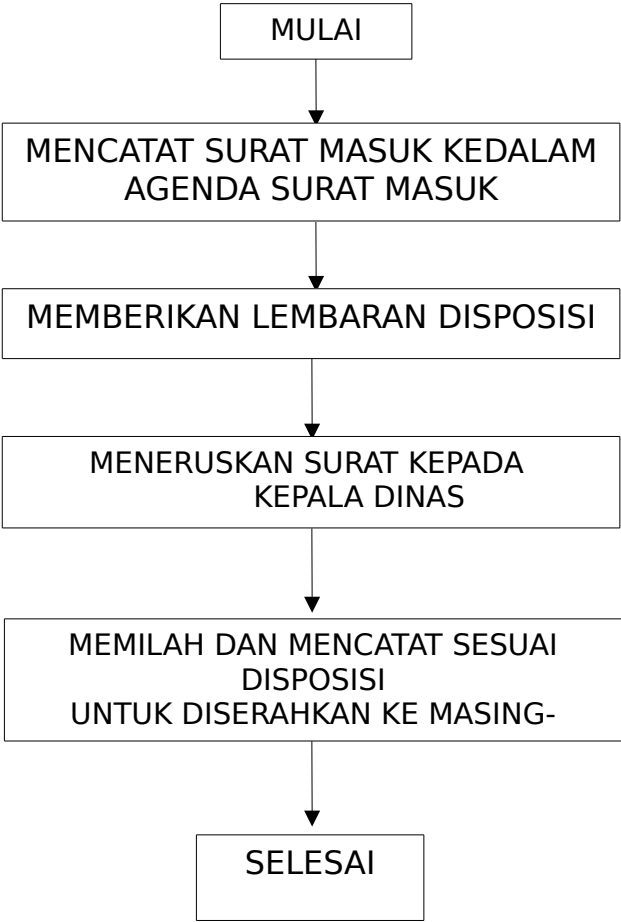 MULAI
MENCATAT SURAT MASUK KEDALAM
AGENDA SURAT MASUK
MEMBERIKAN LEMBARAN DISPOSISI
MENERUSKAN SURAT KEPADA
KEPALA DINAS
MEMILAH DAN MENCATAT SESUAI
DISPOSISI
UNTUK DISERAHKAN KE MASING-
SELESAI